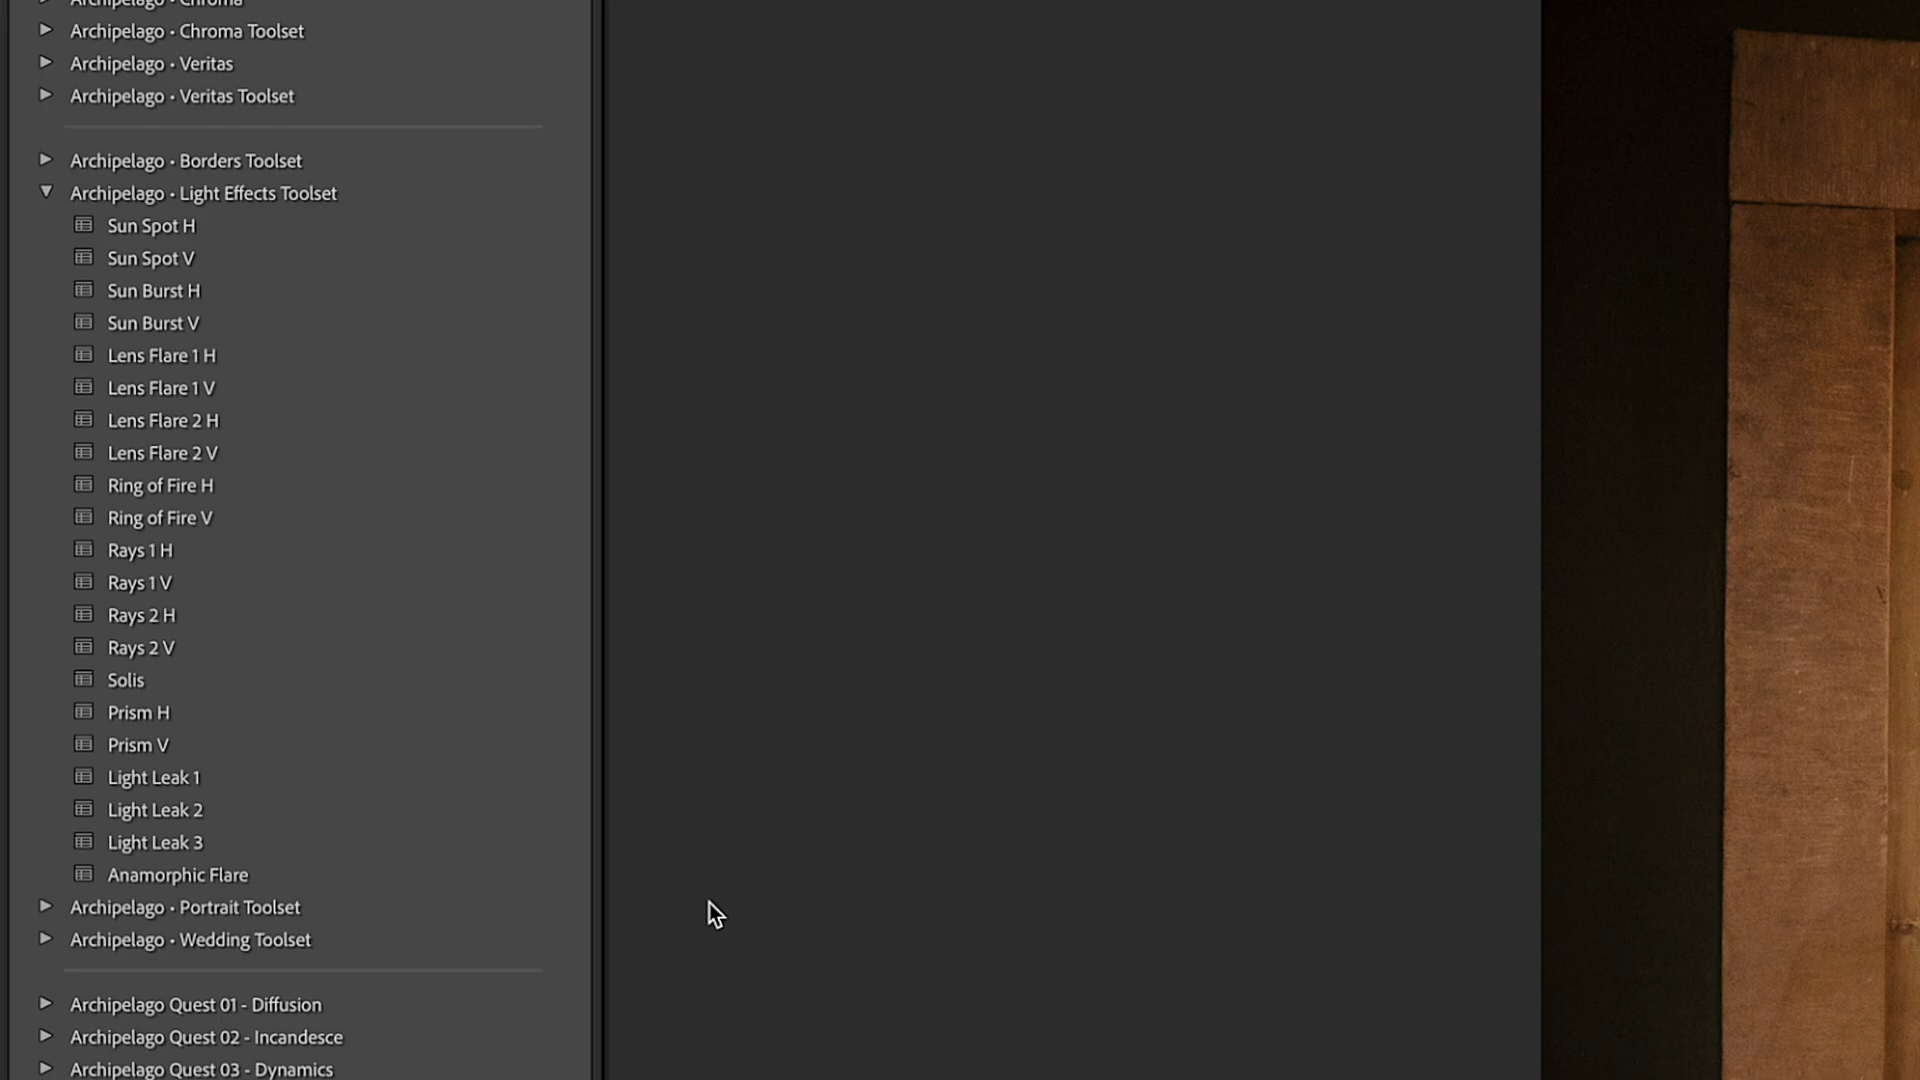 Archipelago • Chroma
Archipelago • Chroma Toolset
Archipelago • Veritas
Archipelago • Veritas Toolset
Archipelago • Borders Toolset
Archipelago • Light Effects Toolset
Sun Spot H
Sun Spot V
Sun Burst H
Sun Burst V
Lens Flare 1 H
Lens Flare 1 V
Lens Flare 2 H
Lens Flare 2 V
Ring of Fire H
Ring of Fire V
Rays 1 H
Rays 1 V
Rays 2 H
Rays 2 V
Solis
Prism H
Prism V
Light Leak 1
Light Leak 2
Light Leak 3
Anamorphic Flare
Archipelago • Portrait Toolset
Archipelago • Wedding Toolset
Archipelago Quest 01 - Diffusion
Archipelago Quest 02 - Incandesce
Archipelago Quest 03 - Dynamics